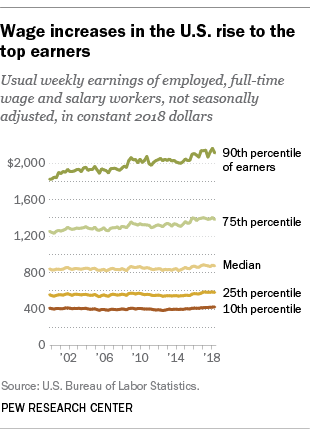 Wage increases in the U.S. rise to the
top earners
Usual weekly earnings of employed, full-time
wage and salary workers, not seasonally
adjusted, in constant 2018 dollars
90th percentile
of earners
$2,000
1,600
75th percentile
1,200
Median
800
25th percentile
400
10th percentile
0
'02 '06 '10 '14 '18
Source: U.S. Bureau of Labor Statistics.
PEW RESEARCH CENTER